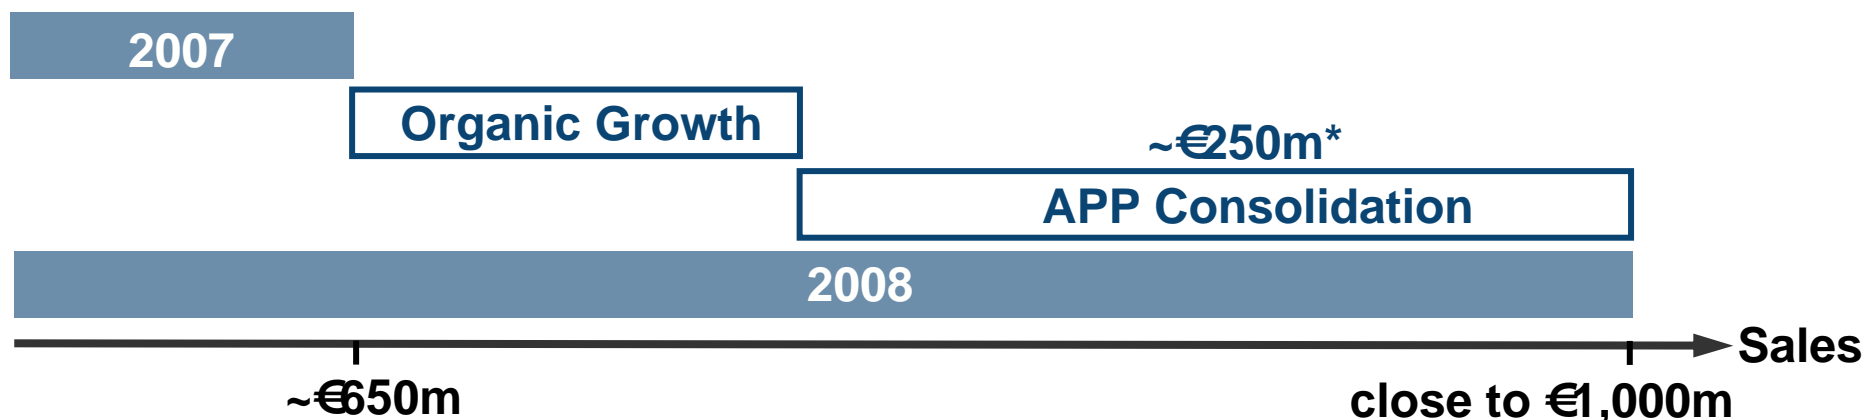 2007
Organic Growth
~€250m*
APP Consolidation
2008
Sales
~€650m
close to €1,000m